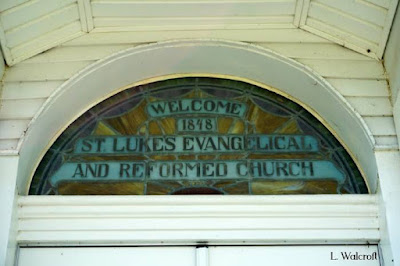 WELCOME
1848
ST. LUKES EVANGELICAL
AND REFORMED CHURCH
L. Walcroft